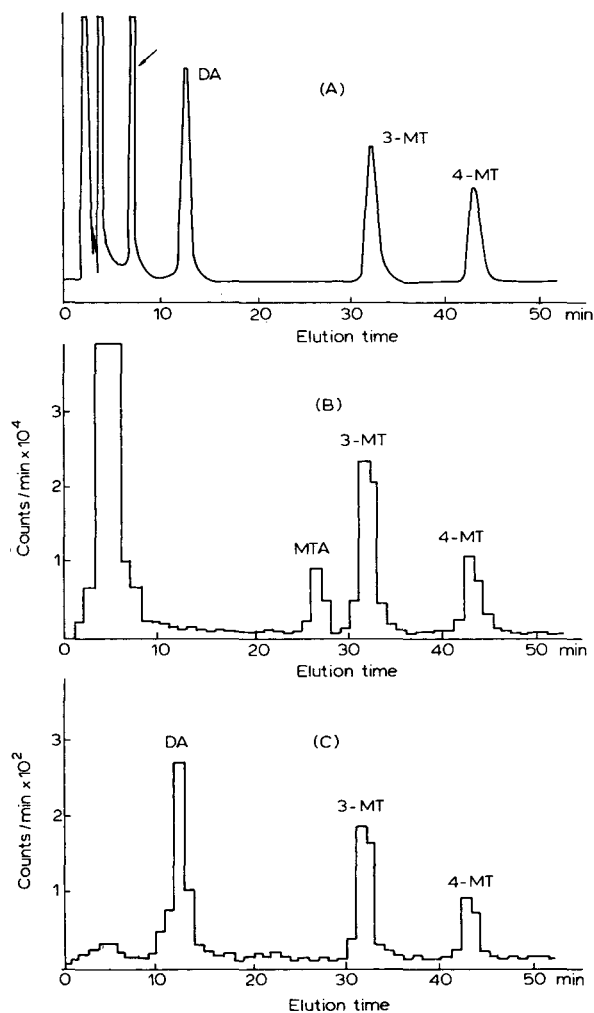 DA
(A)
3-MT
4-MT
0 10 20 30 40 50 min
Elution time
(B)
3-MT
MTA
4-MT
Counts/min x 10⁴
3
2
1
0 10 20 30 40 50 min
Elution time
(C)
DA
3-MT
4-MT
Counts/min x 10²
3
2
1
0 10 20 30 40 50 min
Elution time